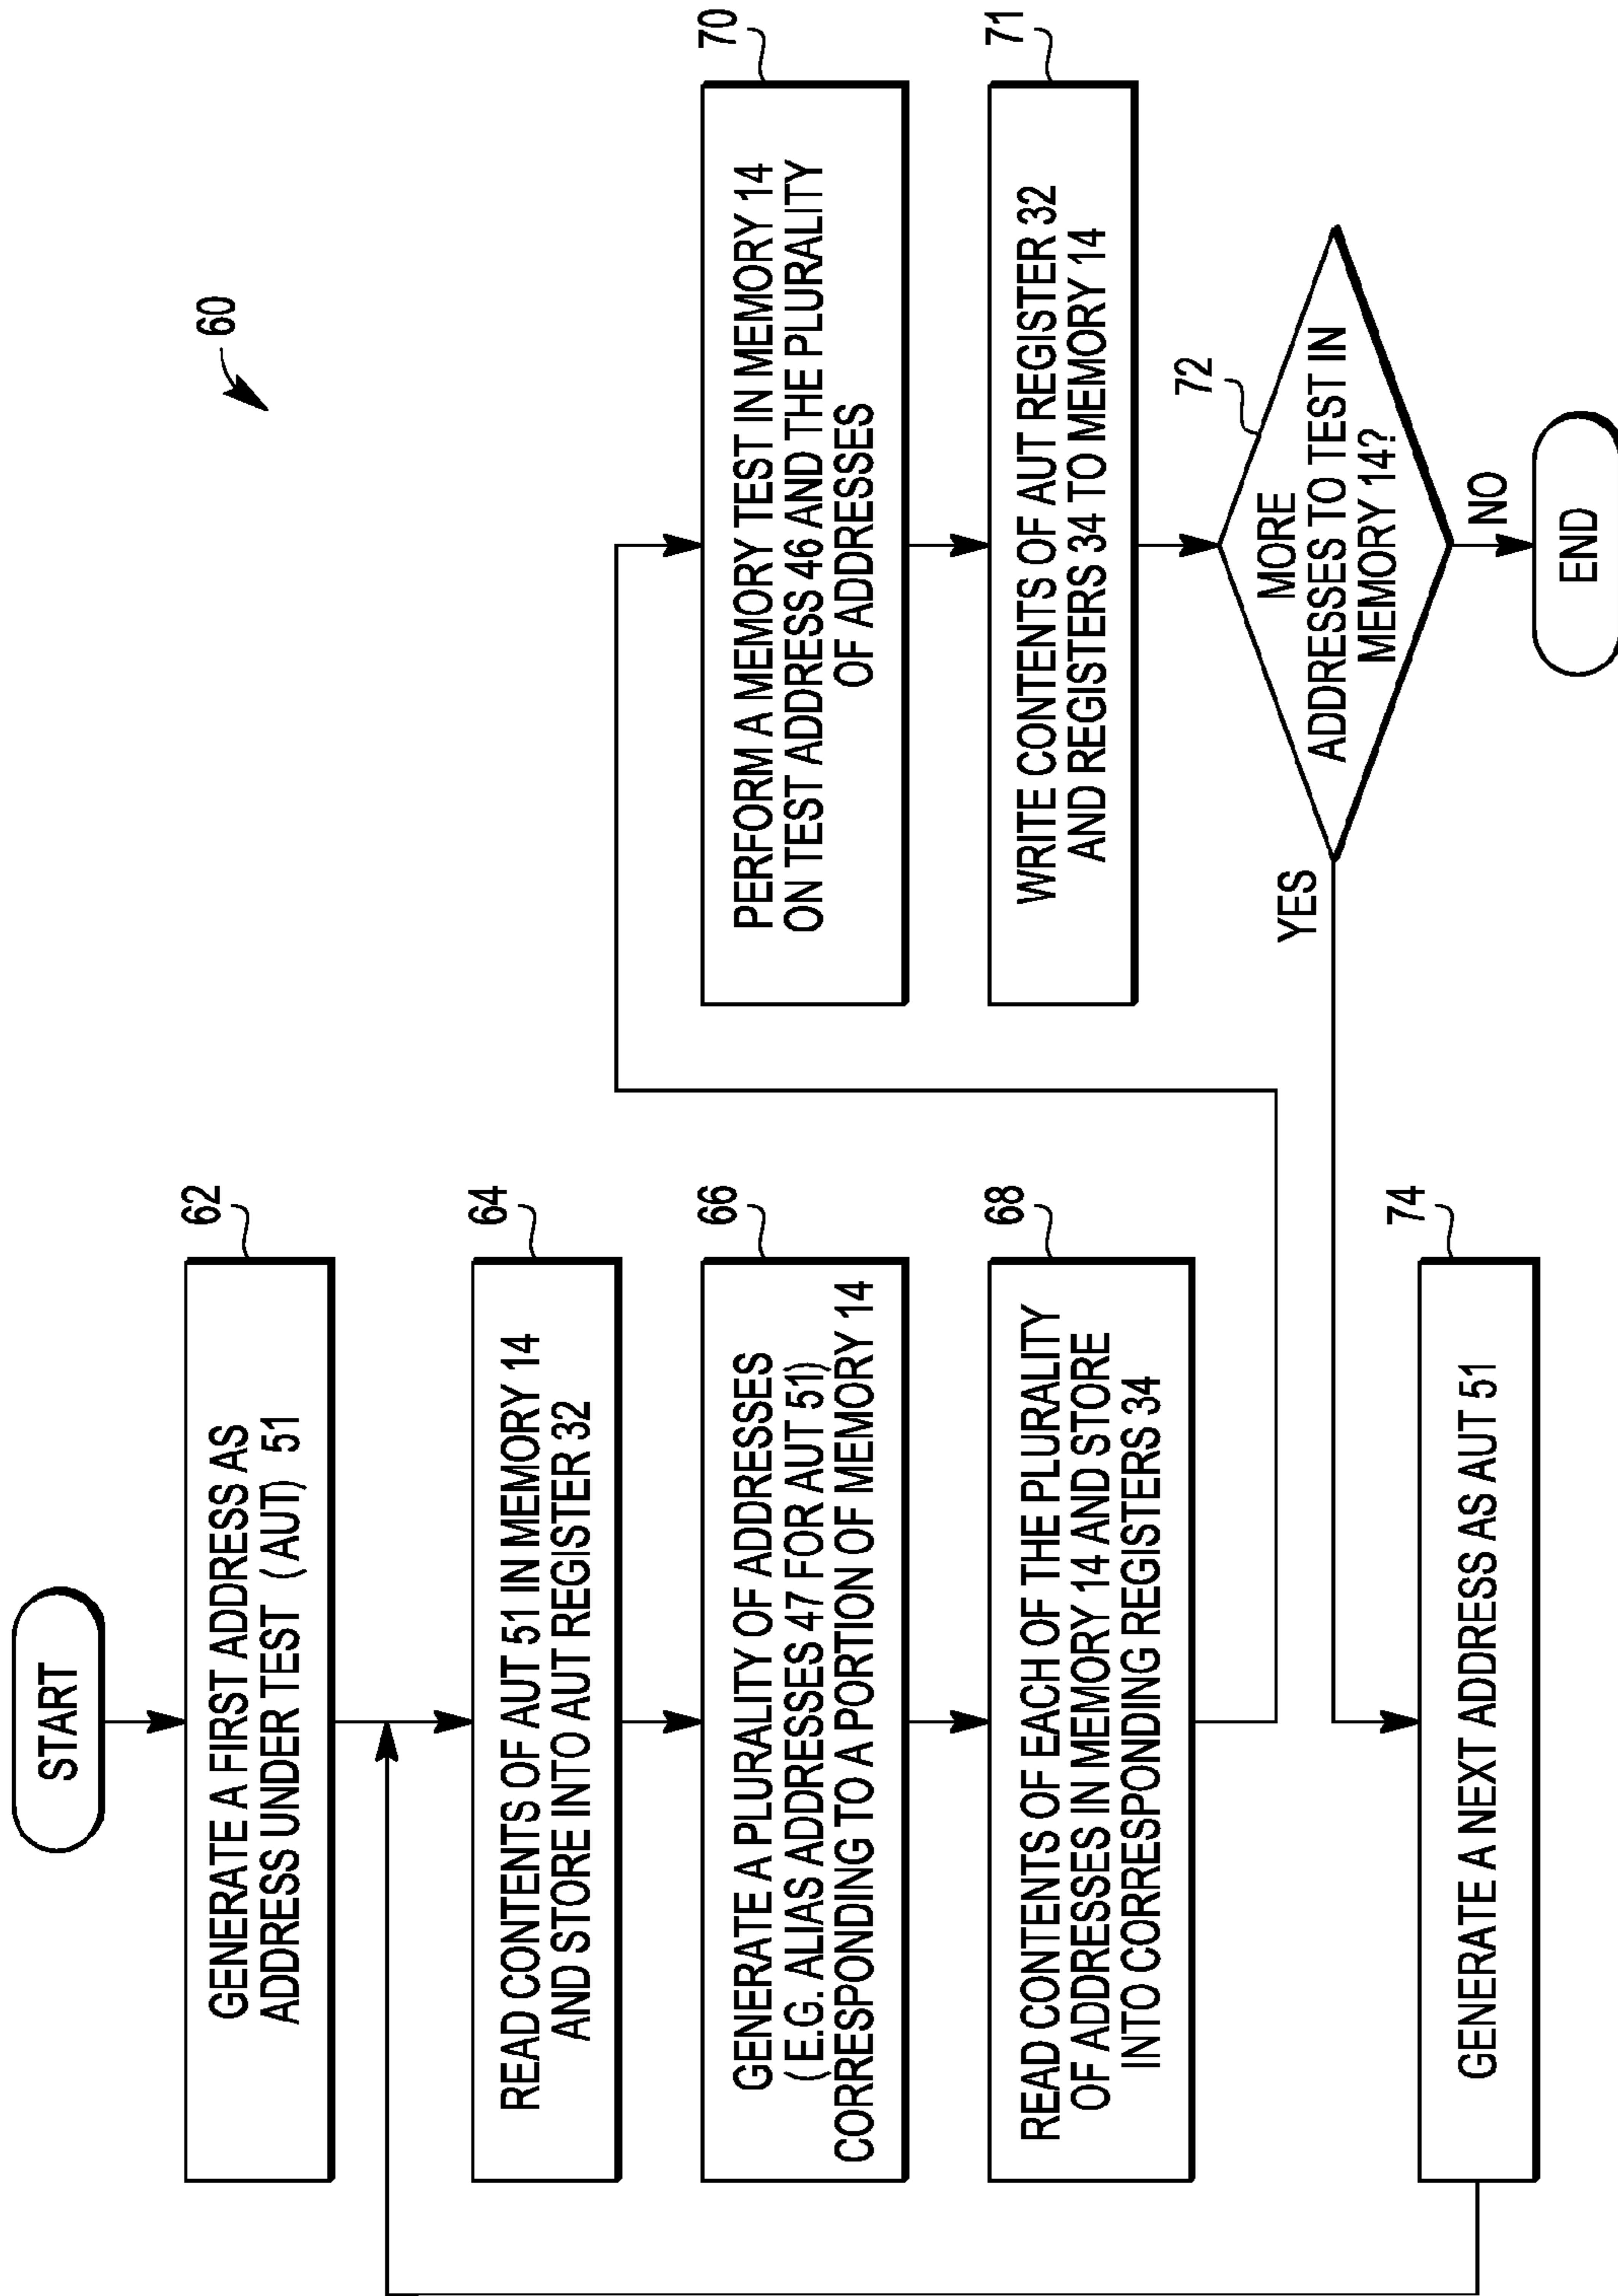 60
START
62
GENERATE A FIRST ADDRESS AS
ADDRESS UNDER TEST (AUT) 51
64
READ CONTENTS OF AUT 51 IN MEMORY 14
AND STORE INTO AUT REGISTER 32
66
GENERATE A PLURALITY OF ADDRESSES
(E.G. ALIAS ADDRESSES 47 FOR AUT 51)
CORRESPONDING TO A PORTION OF MEMORY 14
68
READ CONTENTS OF EACH OF THE PLURALITY
OF ADDRESSES IN MEMORY 14 AND STORE
INTO CORRESPONDING REGISTERS 34
70
PERFORM A MEMORY TEST IN MEMORY 14
ON TEST ADDRESS 46 AND THE PLURALITY
OF ADDRESSES
71
WRITE CONTENTS OF AUT REGISTER 32
AND REGISTERS 34 TO MEMORY 14
72
MORE
ADDRESSES TO TEST IN
MEMORY 14?
YES
NO
END
74
GENERATE A NEXT ADDRESS AS AUT 51